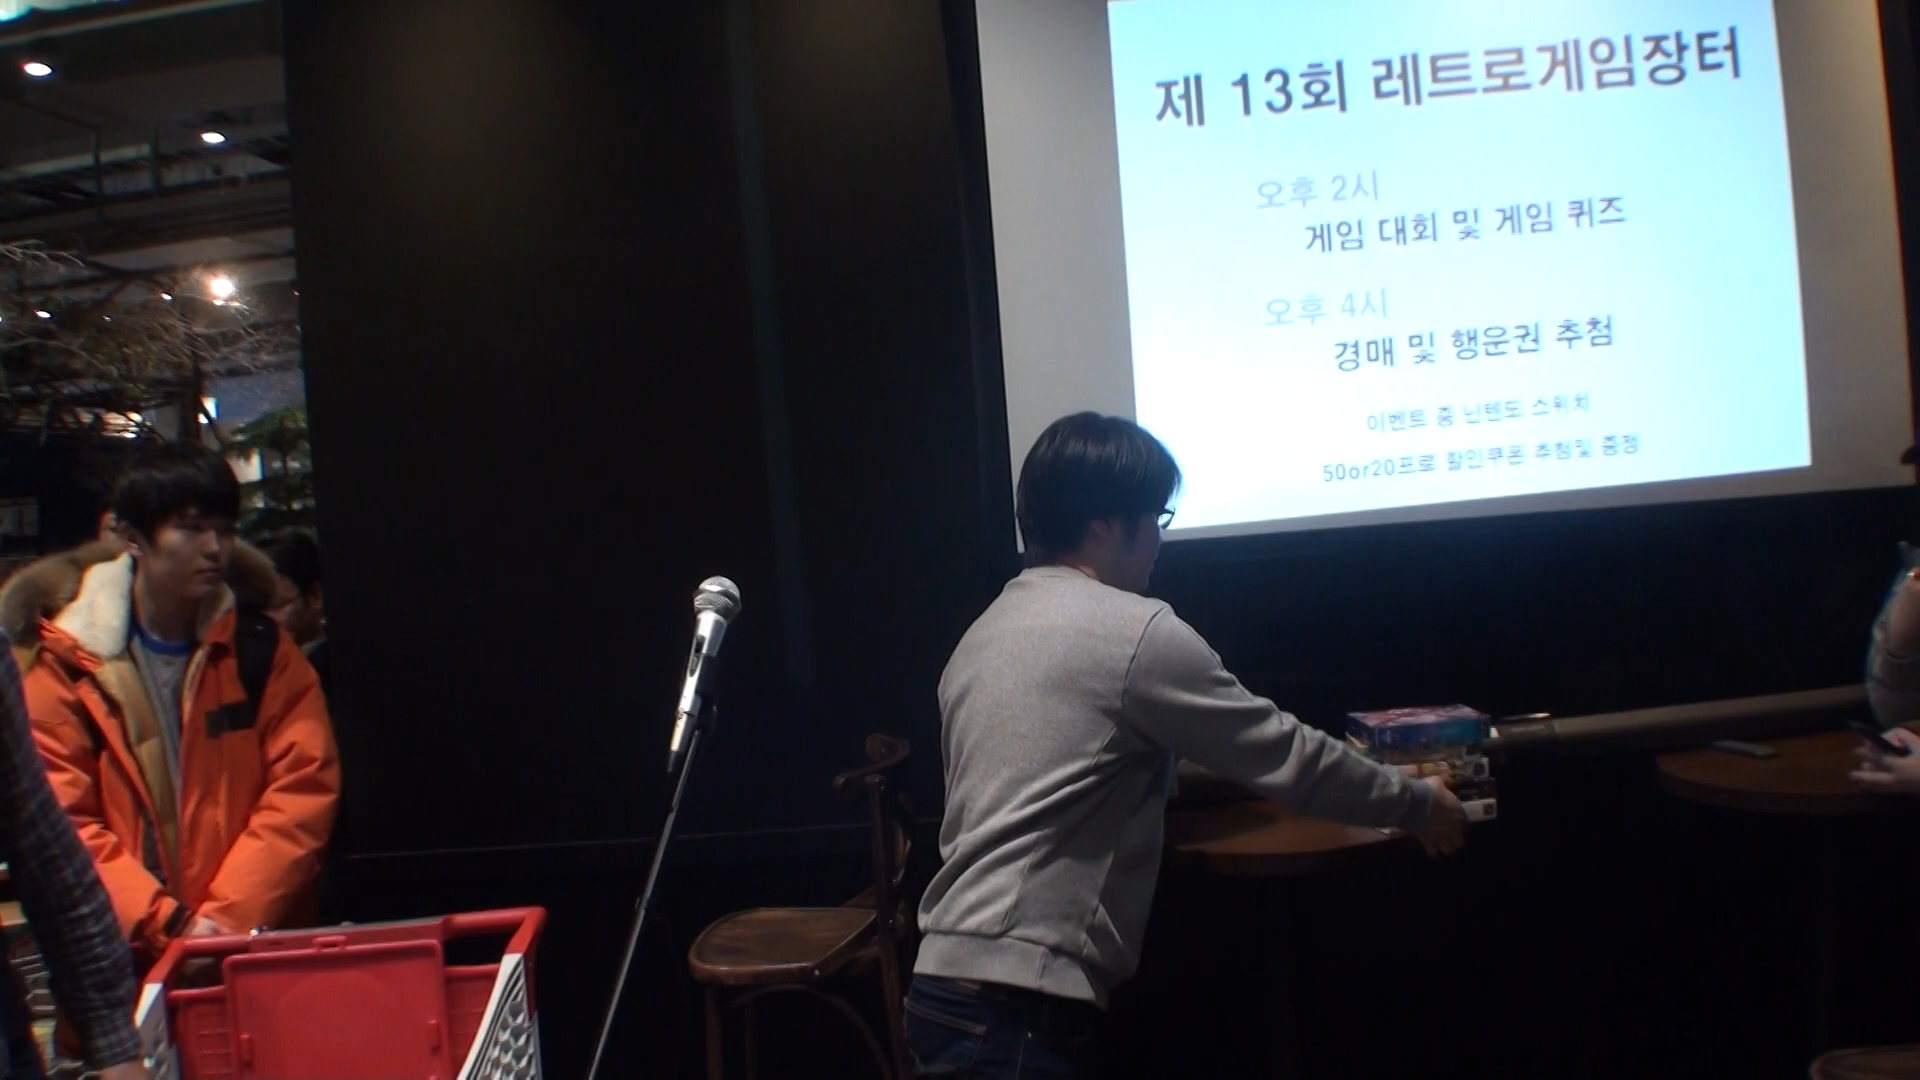 제 13회 레트로게임장터
오후 2시
게임 대회 및 게임 퀴즈
오후 4시
경매 및 행운권 추첨
이벤트 중 닌텐도 스위치
50or20프로 할인쿠폰 추첨및 증정